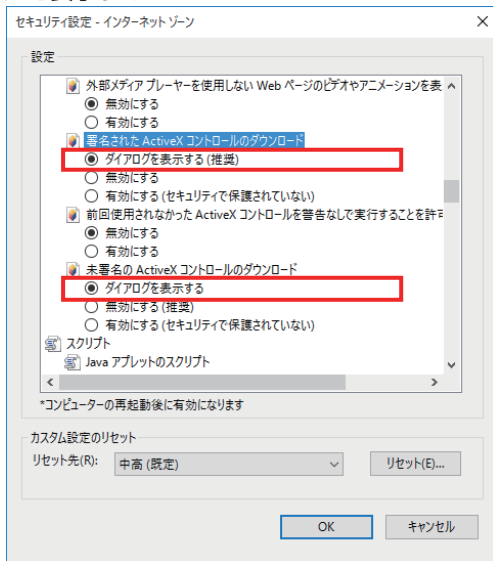 セキュリティ設定 - インターネット ゾーン
設定
外部メディア プレーヤーを使用しない Web ページのビデオやアニメーションを表
無効にする
有効にする
署名された ActiveX コントロールのダウンロード
ダイアログを表示する (推奨)
無効にする
有効にする (セキュリティで保護されていない)
前回使用されなかった ActiveX コントロールを警告なしで実行することを許可
無効にする
有効にする
未署名の ActiveX コントロールのダウンロード
ダイアログを表示する
無効にする (推奨)
有効にする (セキュリティで保護されていない)
スクリプト
Java アプレットのスクリプト
*コンピューターの再起動後に有効になります
カスタム設定のリセット
リセット先(R): 中高 (既定) リセット(E)...
OK キャンセル